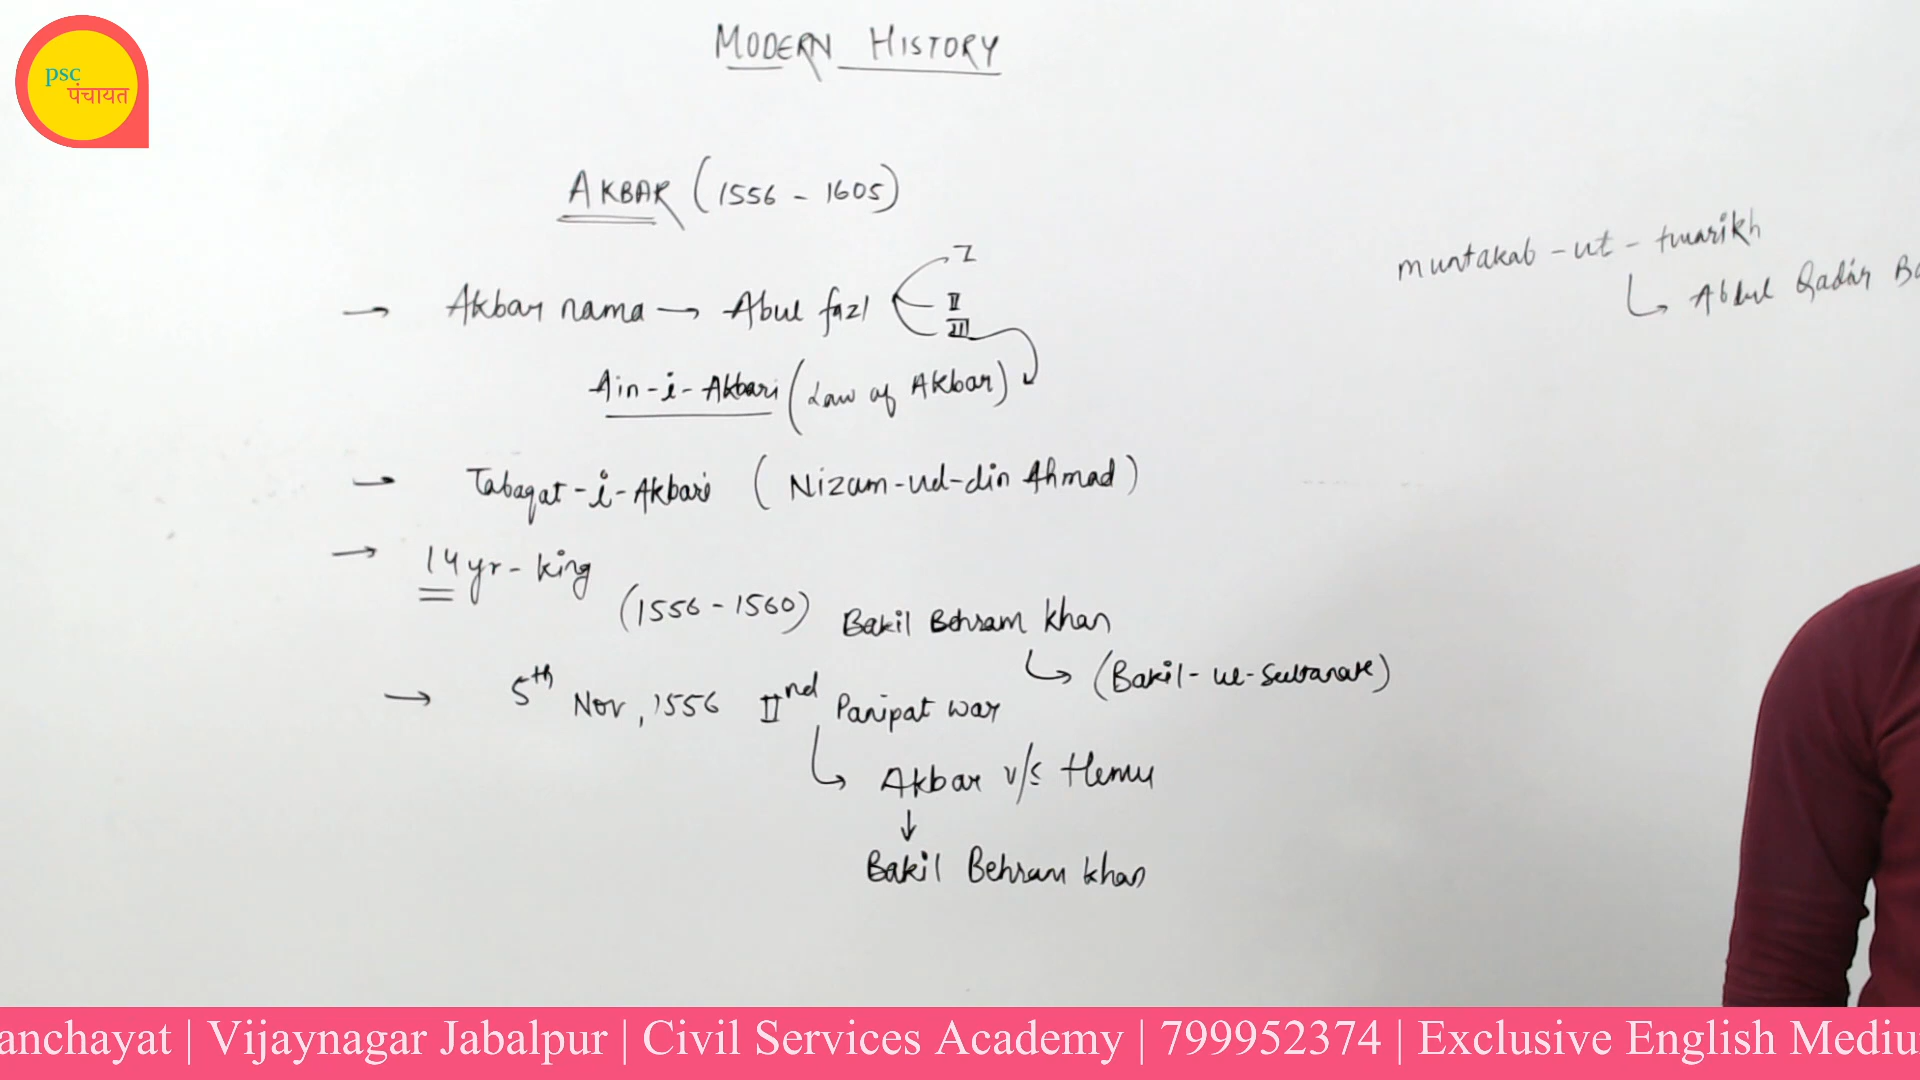 psc
पंचायत
MODERN HISTORY
AKBAR (1556 - 1605)
→ Akbar nama → Abul fazl
I
II
III
Ain-i-Akbari (Law of Akbar)
muntakab-ut-twarikh
↳ Abdul Qadir Ba
→ Tabaqat-i-Akbari (Nizam-ud-din Ahmad)
→ 14 yr - king
(1556 - 1560) Bakil Behram khan
↳ (Bakil-ul-Sultanate)
→ 5th Nov, 1556 IInd Panipat war
↳ Akbar v/s Hemu
↓
Bakil Behram khan
anchayat | Vijaynagar Jabalpur | Civil Services Academy | 799952374 | Exclusive English Mediu